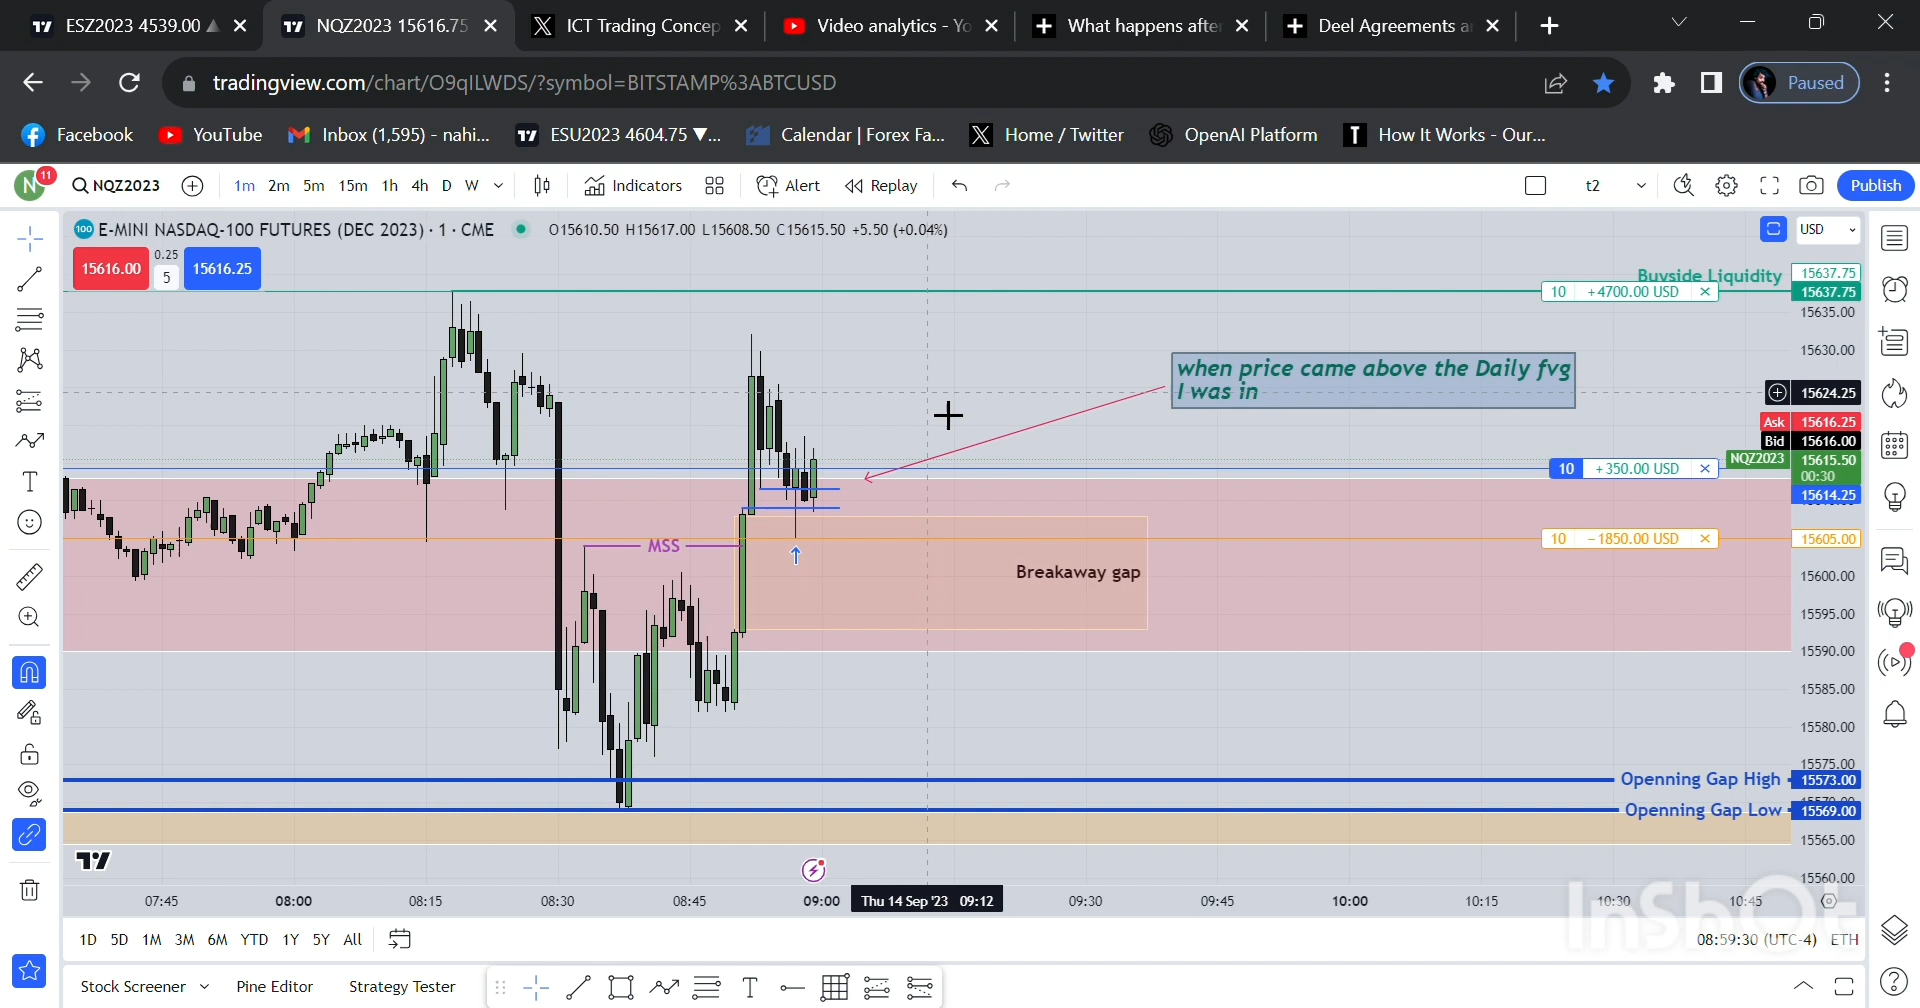 ESZ2023 4539.00
NQZ2023 15616.75
ICT Trading Concep
Video analytics - Yo
What happens after
Deel Agreements a
tradingview.com/chart/O9qlLWDS/?symbol=BITSTAMP%3ABTCUSD
Paused
Facebook
YouTube
Inbox (1,595) - nahi...
ESU2023 4604.75 ▼...
Calendar | Forex Fa...
Home / Twitter
OpenAI Platform
How It Works - Our...
N 11
NQZ2023
1m 2m 5m 15m 1h 4h D W
Indicators
Alert
Replay
t2
Publish
100 E-MINI NASDAQ-100 FUTURES (DEC 2023) · 1 · CME
O15610.50 H15617.00 L15608.50 C15615.50 +5.50 (+0.04%)
USD
15616.00
0.25
5
15616.25
Buyside Liquidity
15637.75
10 +4700.00 USD
15637.75
15635.00
15630.00
when price came above the Daily fvg
I was in
15624.25
Ask 15616.25
Bid 15616.00
NQZ2023 15615.50
00:30
10 +350.00 USD
15614.25
10 −1850.00 USD
15605.00
MSS
Breakaway gap
15600.00
15595.00
15590.00
15585.00
15580.00
15575.00
Openning Gap High
15573.00
Openning Gap Low
15569.00
15565.00
15560.00
07:45 08:00 08:15 08:30 08:45 09:00 Thu 14 Sep '23 09:12 09:30 09:45 10:00 10:15 10:30 10:45
1D 5D 1M 3M 6M YTD 1Y 5Y All
08:59:30 (UTC-4) ETH
InShOt
Stock Screener
Pine Editor
Strategy Tester